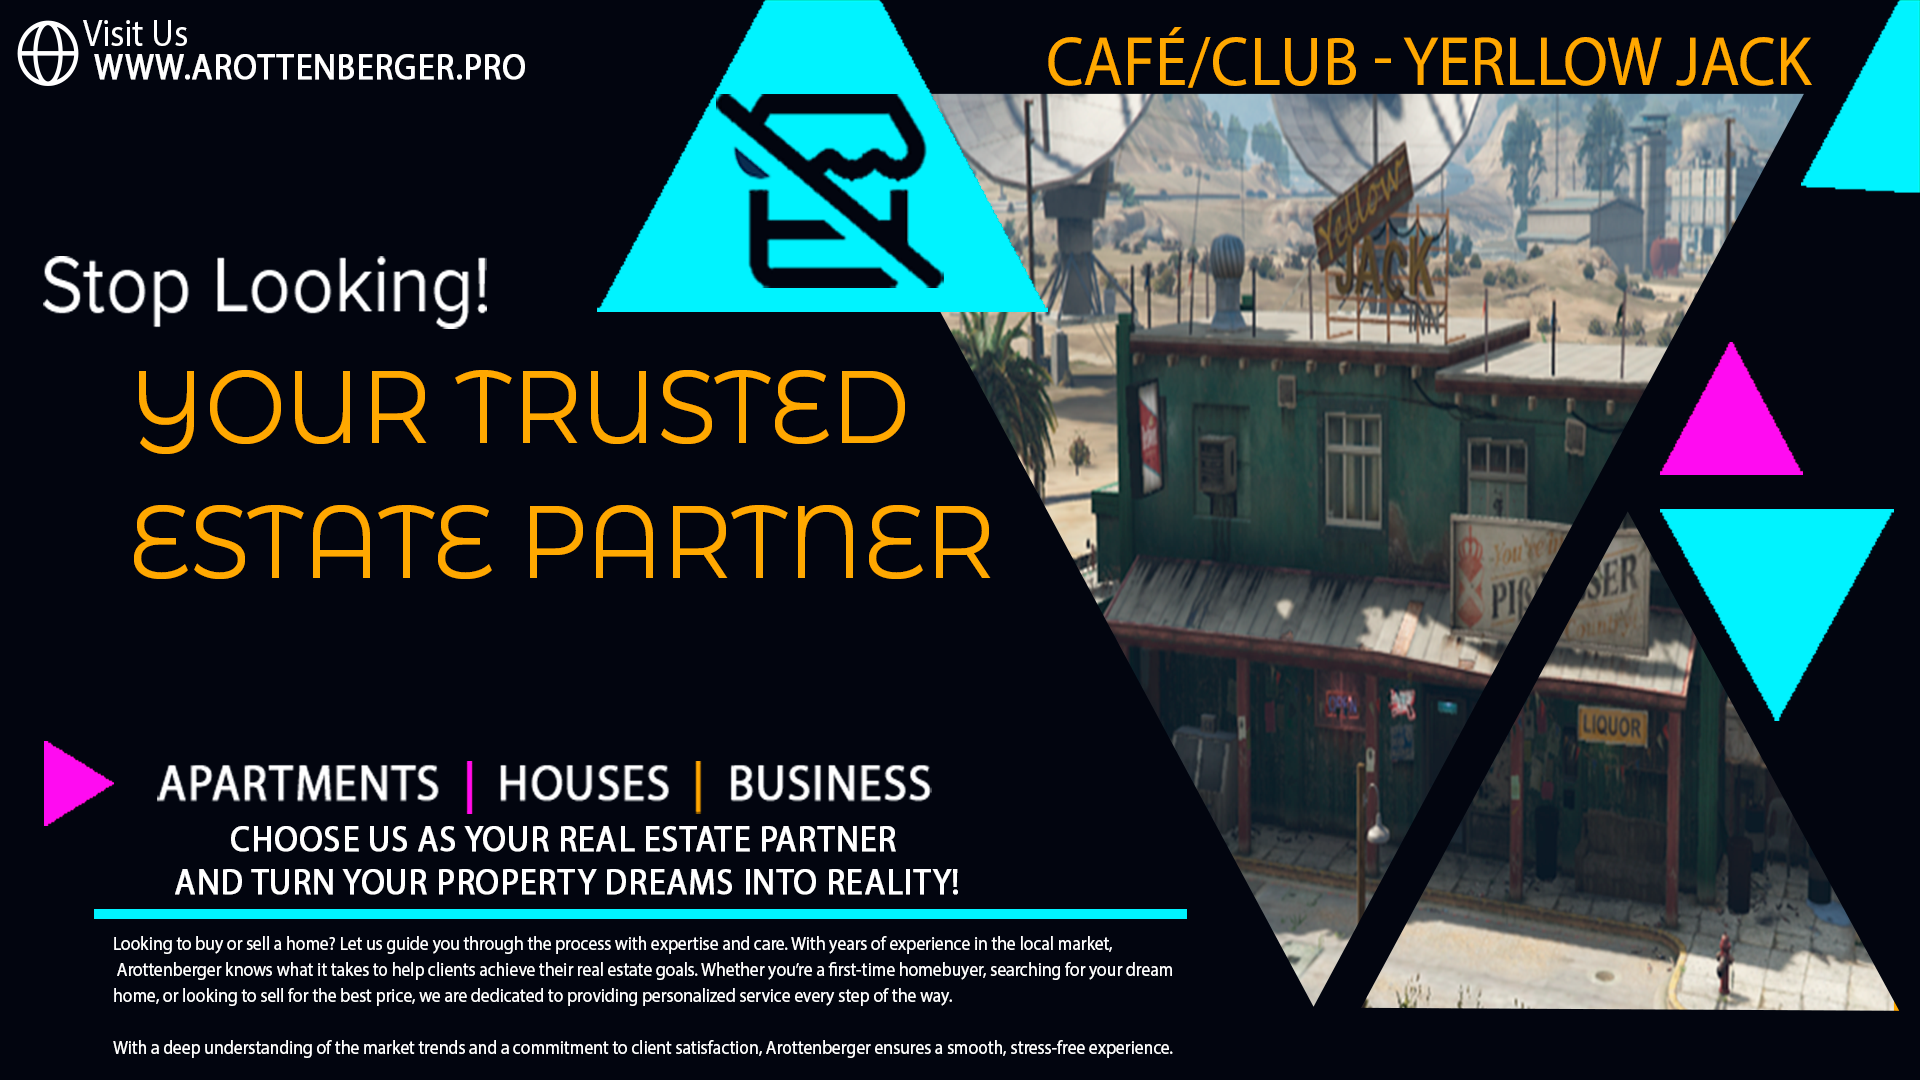 Visit Us
WWW.AROTTENBERGER.PRO
CAFÉ/CLUB - YERLLOW JACK
Yellow
JACK
INN
Stop Looking!
YOUR TRUSTED
ESTATE PARTNER
You're in
LIQUOR
APARTMENTS | HOUSES | BUSINESS
CHOOSE US AS YOUR REAL ESTATE PARTNER
AND TURN YOUR PROPERTY DREAMS INTO REALITY!
Looking to buy or sell a home? Let us guide you through the process with expertise and care. With years of experience in the local market,
Arottenberger knows what it takes to help clients achieve their real estate goals. Whether you’re a first-time homebuyer, searching for your dream
home, or looking to sell for the best price, we are dedicated to providing personalized service every step of the way.
With a deep understanding of the market trends and a commitment to client satisfaction, Arottenberger ensures a smooth, stress-free experience.